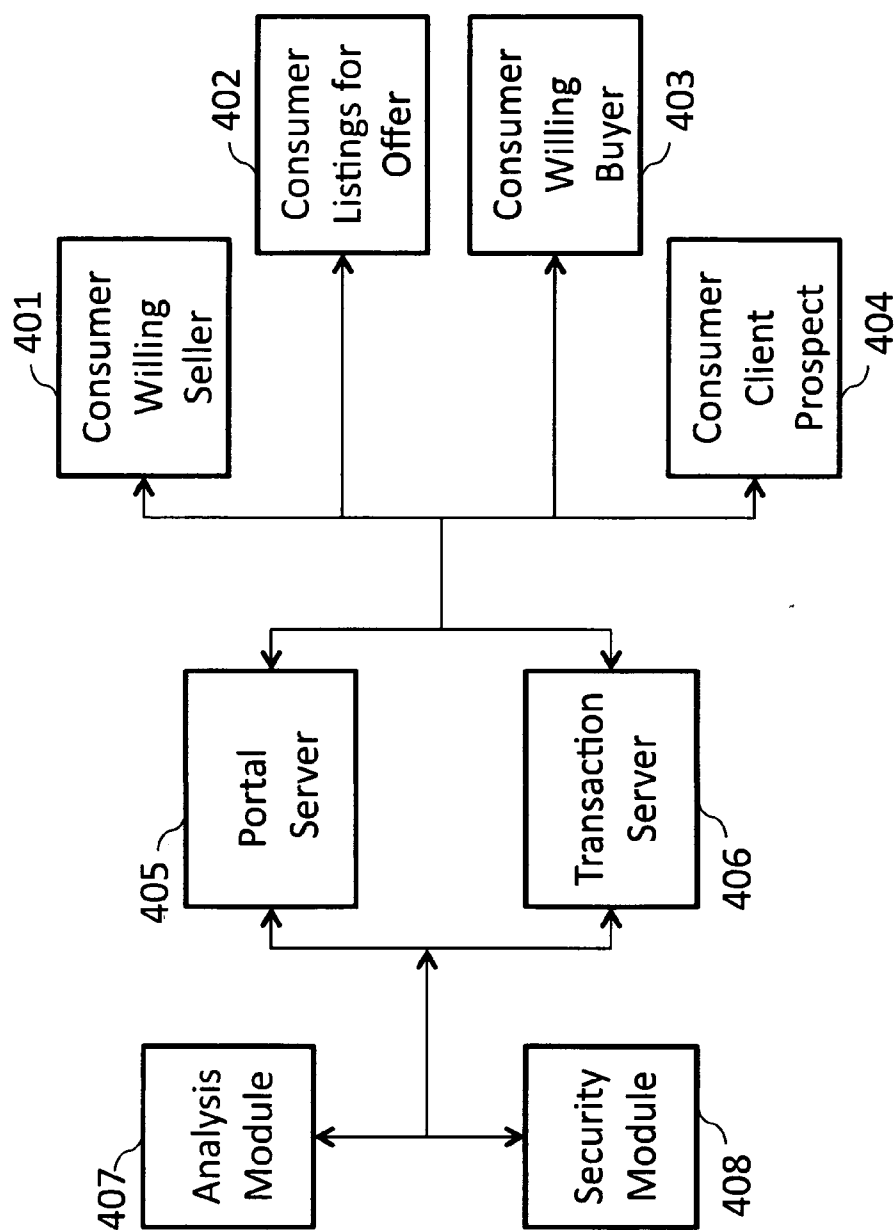 401
Consumer
Willing
Seller
402
Consumer
Listings for
Offer
Consumer
Willing
Buyer
403
Consumer
Client
Prospect
404
405
Portal
Server
Transaction
Server
406
407
Analysis
Module
Security
Module
408